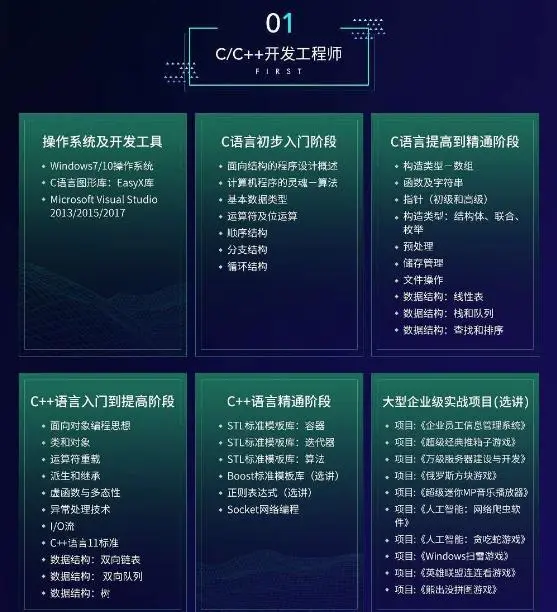 01
C/C++开发工程师
FIRST
操作系统及开发工具
Windows7/10操作系统
C语言图形库：EasyX库
Microsoft Visual Studio
2013/2015/2017
C语言初步入门阶段
面向结构的程序设计概述
计算机程序的灵魂—算法
基本数据类型
运算符及位运算
顺序结构
分支结构
循环结构
C语言提高到精通阶段
构造类型—数组
函数及字符串
指针（初级和高级）
构造类型：结构体、联合、
枚举
预处理
储存管理
文件操作
数据结构：线性表
数据结构：栈和队列
数据结构：查找和排序
C++语言入门到提高阶段
面向对象编程思想
类和对象
运算符重载
派生和继承
虚函数与多态性
异常处理技术
I/O流
C++语言11标准
数据结构：双向链表
数据结构：双向队列
数据结构：树
C++语言精通阶段
STL标准模板库：容器
STL标准模板库：迭代器
STL标准模板库：算法
Boost标准模板库（选讲）
正则表达式（选讲）
Socket网络编程
大型企业级实战项目(选讲)
项目:《企业员工信息管理系统》
项目:《超级经典推箱子游戏》
项目:《万级服务器建设与开发》
项目:《俄罗斯方块游戏》
项目:《超级迷你MP音乐播放器》
项目:《人工智能：网络爬虫软
件》
项目:《人工智能：贪吃蛇游戏》
项目:《Windows扫雷游戏》
项目:《英雄联盟连连看游戏》
项目:《熊出没拼图游戏》